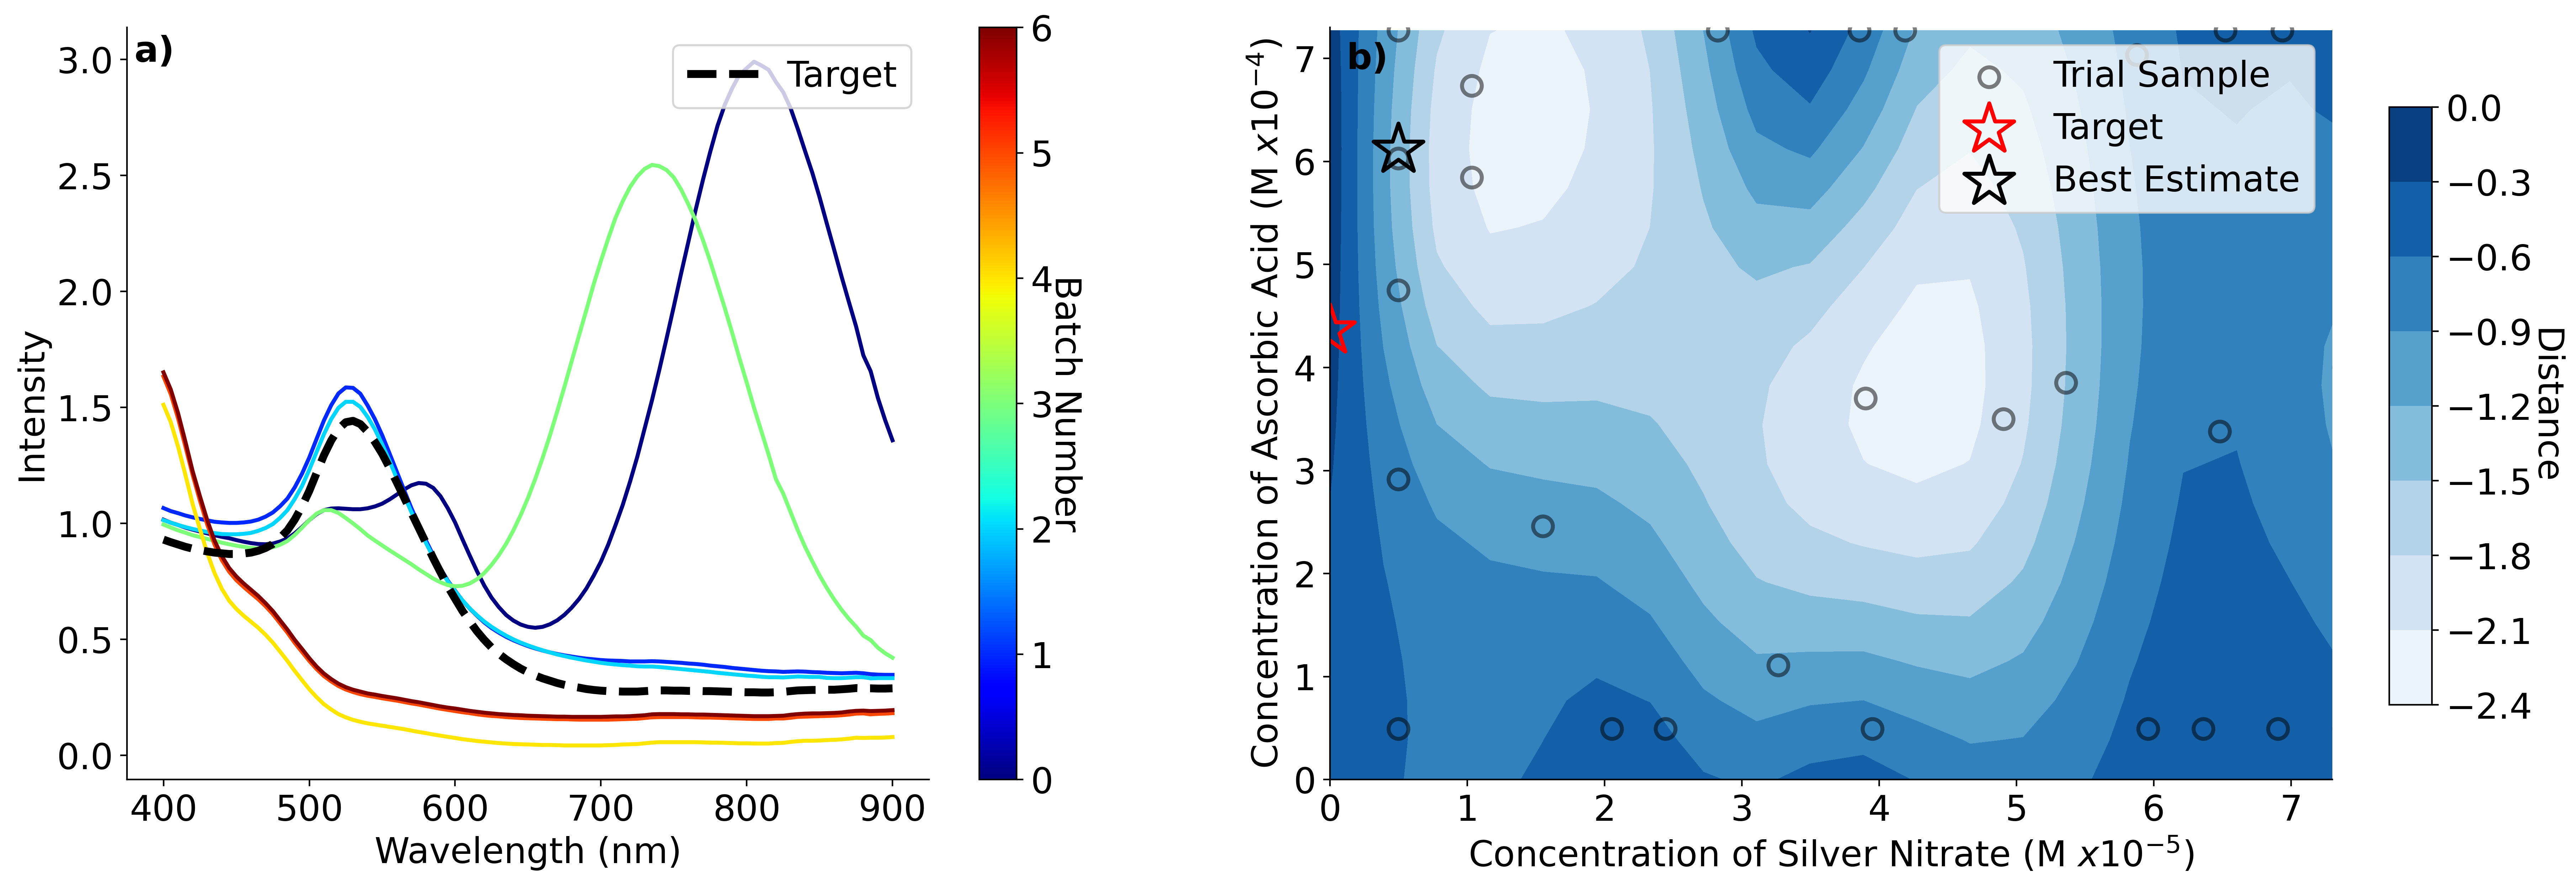 a)
Target
3.0
2.5
2.0
1.5
1.0
0.5
0.0
Intensity
400 500 600 700 800 900
Wavelength (nm)
6
5
4
3
2
1
0
Batch Number
b)
Trial Sample
Target
Best Estimate
7
6
5
4
3
2
1
0
Concentration of Ascorbic Acid (M x10⁻⁴)
0 1 2 3 4 5 6 7
Concentration of Silver Nitrate (M x10⁻⁵)
0.0
−0.3
−0.6
−0.9
−1.2
−1.5
−1.8
−2.1
−2.4
Distance